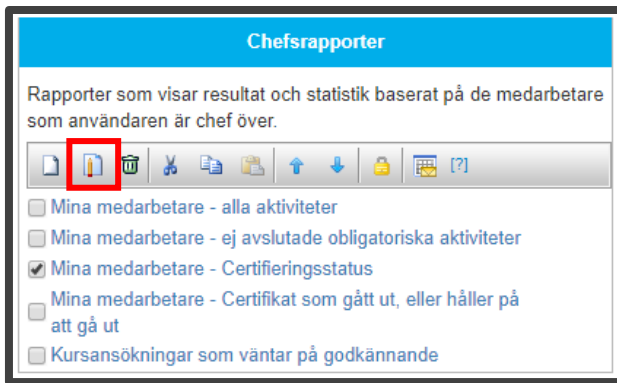 Chefsrapporter
Rapporter som visar resultat och statistik baserat på de medarbetare
som användaren är chef över.
[?]
Mina medarbetare - alla aktiviteter
Mina medarbetare - ej avslutade obligatoriska aktiviteter
Mina medarbetare - Certifieringsstatus
Mina medarbetare - Certifikat som gått ut, eller håller på
att gå ut
Kursansökningar som väntar på godkännande